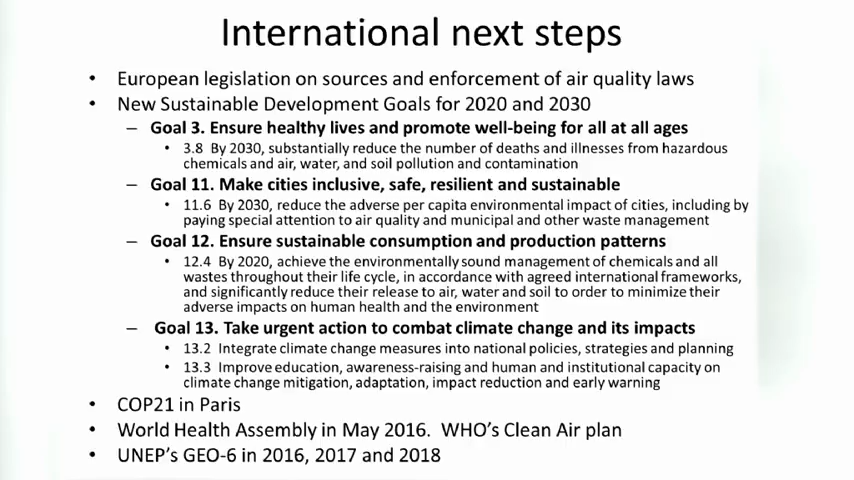 International next steps
• European legislation on sources and enforcement of air quality laws
• New Sustainable Development Goals for 2020 and 2030
– Goal 3. Ensure healthy lives and promote well-being for all at all ages
• 3.8 By 2030, substantially reduce the number of deaths and illnesses from hazardous
chemicals and air, water, and soil pollution and contamination
– Goal 11. Make cities inclusive, safe, resilient and sustainable
• 11.6 By 2030, reduce the adverse per capita environmental impact of cities, including by
paying special attention to air quality and municipal and other waste management
– Goal 12. Ensure sustainable consumption and production patterns
• 12.4 By 2020, achieve the environmentally sound management of chemicals and all
wastes throughout their life cycle, in accordance with agreed international frameworks,
and significantly reduce their release to air, water and soil to order to minimize their
adverse impacts on human health and the environment
– Goal 13. Take urgent action to combat climate change and its impacts
• 13.2 Integrate climate change measures into national policies, strategies and planning
• 13.3 Improve education, awareness-raising and human and institutional capacity on
climate change mitigation, adaptation, impact reduction and early warning
• COP21 in Paris
• World Health Assembly in May 2016. WHO's Clean Air plan
• UNEP's GEO-6 in 2016, 2017 and 2018